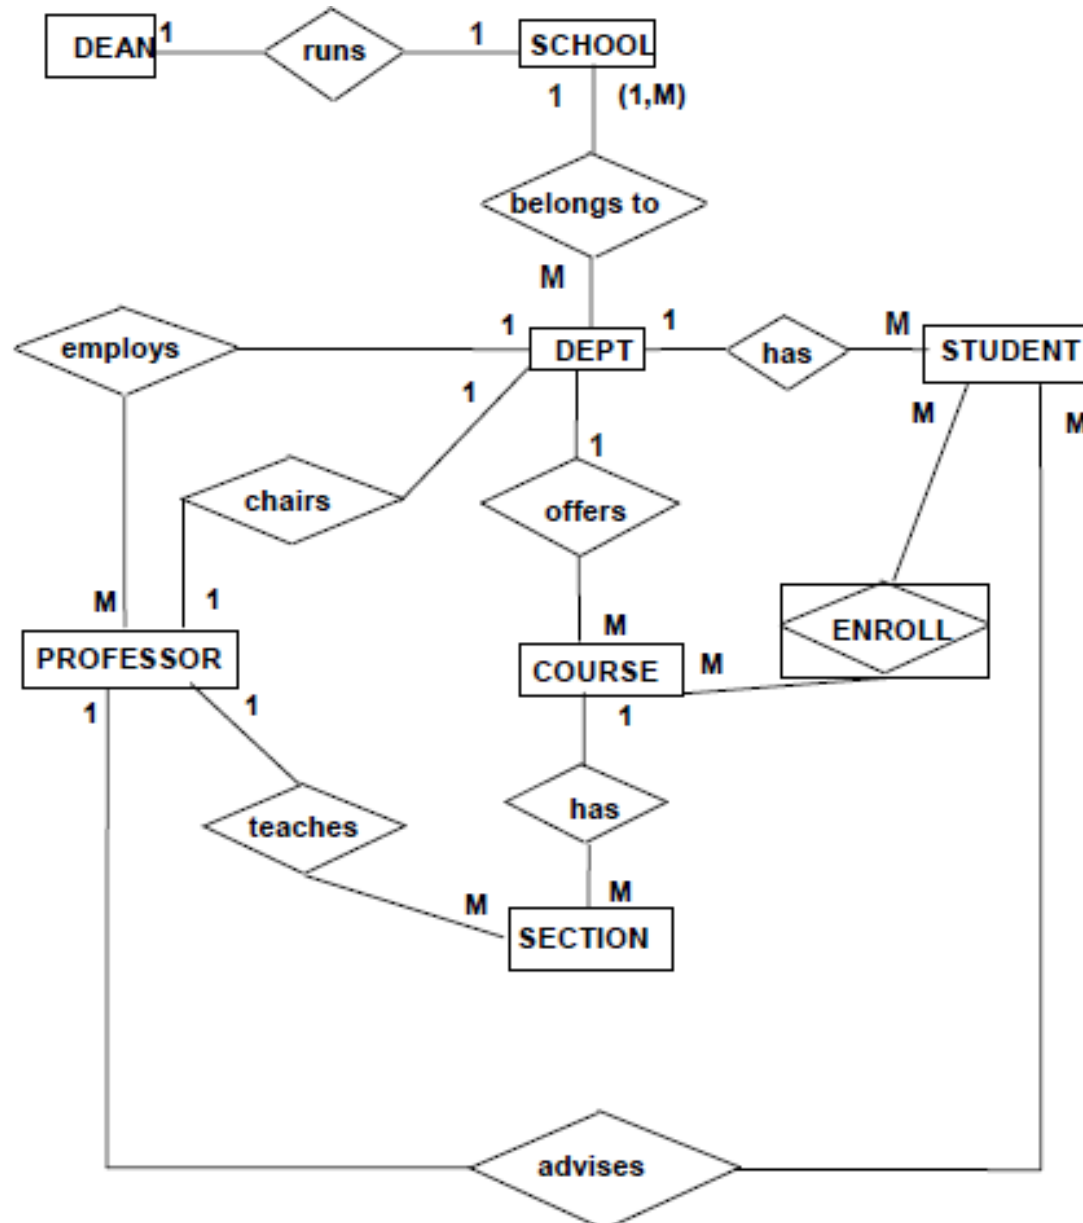 DEAN 1 runs 1 SCHOOL
1 (1,M)
belongs to
M
employs 1 DEPT 1 has M STUDENT
1 M M
chairs 1 offers
M 1 M ENROLL
PROFESSOR COURSE M
1 1 1
teaches has
M M
SECTION
advises